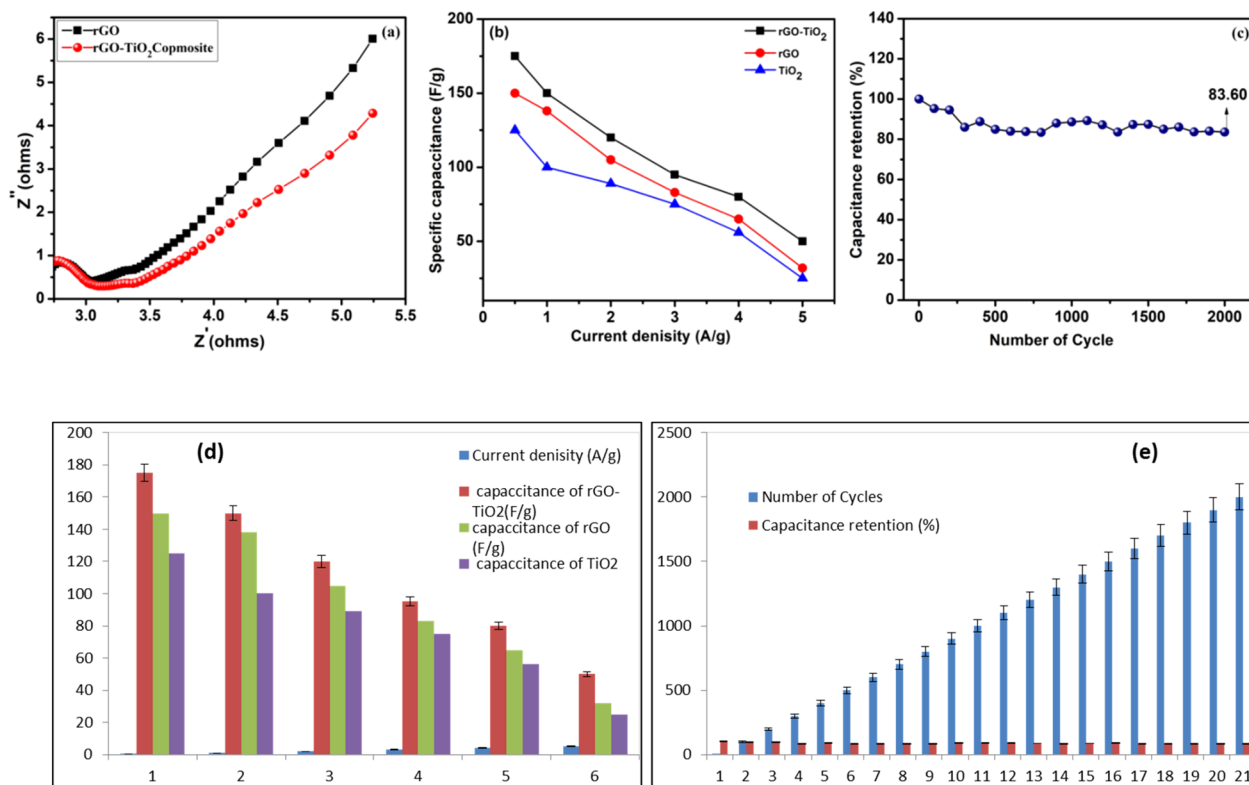 (a)
rGO
rGO-TiO2Copmosite
6
5
4
3
2
1
0
Z''(ohms)
3.0 3.5 4.0 4.5 5.0 5.5
Z'(ohms)
(b)
rGO-TiO2
rGO
TiO2
200
150
100
50
Specific capaccitance (F/g)
0 1 2 3 4 5
Current denisity (A/g)
(c)
140
120
100
80
60
40
20
0
Capacitance retention (%)
83.60
0 500 1000 1500 2000
Number of Cycle
(d)
200
180
160
140
120
100
80
60
40
20
0
Current denisity (A/g)
capaccitance of rGO-
TiO2(F/g)
capaccitance of rGO
(F/g)
capaccitance of TiO2
1 2 3 4 5 6
(e)
2500
2000
1500
1000
500
0
Number of Cycles
Capacitance retention (%)
1 2 3 4 5 6 7 8 9 10 11 12 13 14 15 16 17 18 19 20 21